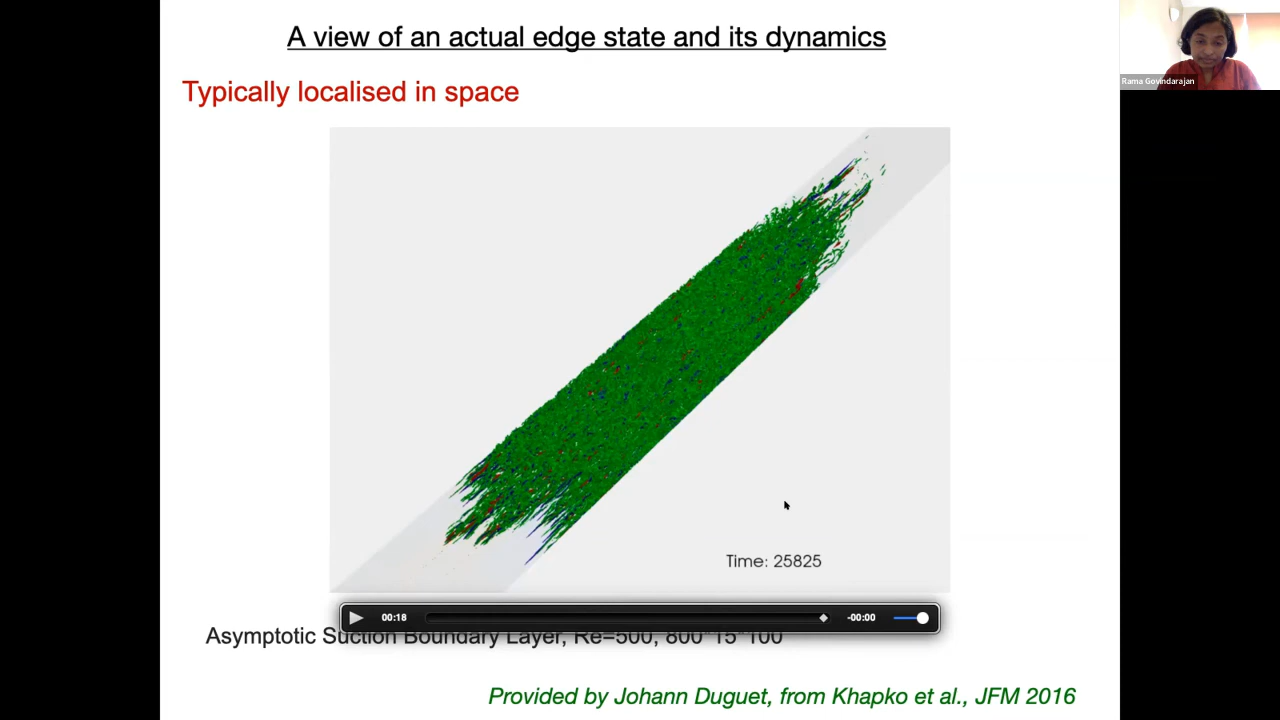 A view of an actual edge state and its dynamics
Rama Govindarajan
Typically localised in space
Time: 25825
00:18
-00:00
Asymptotic Suction Boundary Layer, Re=500, 800*15*100
Provided by Johann Duguet, from Khapko et al., JFM 2016